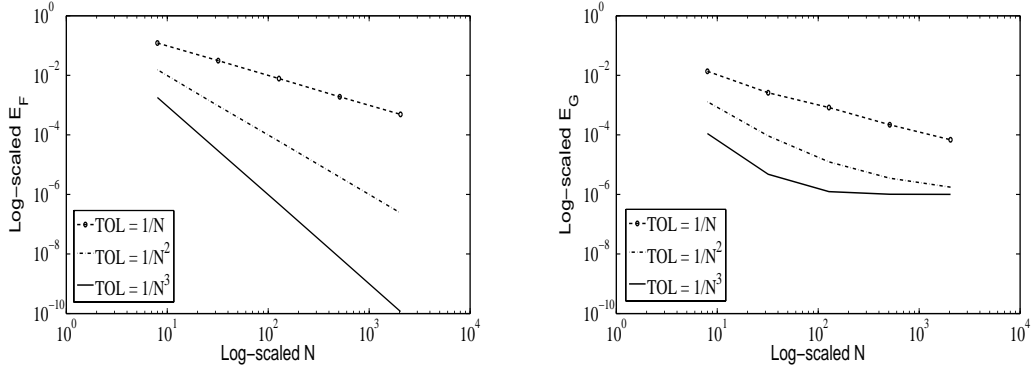 10^0
10^-2
10^-4
10^-6
10^-8
10^-10
Log-scaled E_F
TOL = 1/N
TOL = 1/N^2
TOL = 1/N^3
10^0 10^1 10^2 10^3 10^4
Log-scaled N
10^0
10^-2
10^-4
10^-6
10^-8
10^-10
Log-scaled E_G
TOL = 1/N
TOL = 1/N^2
TOL = 1/N^3
10^0 10^1 10^2 10^3 10^4
Log-scaled N